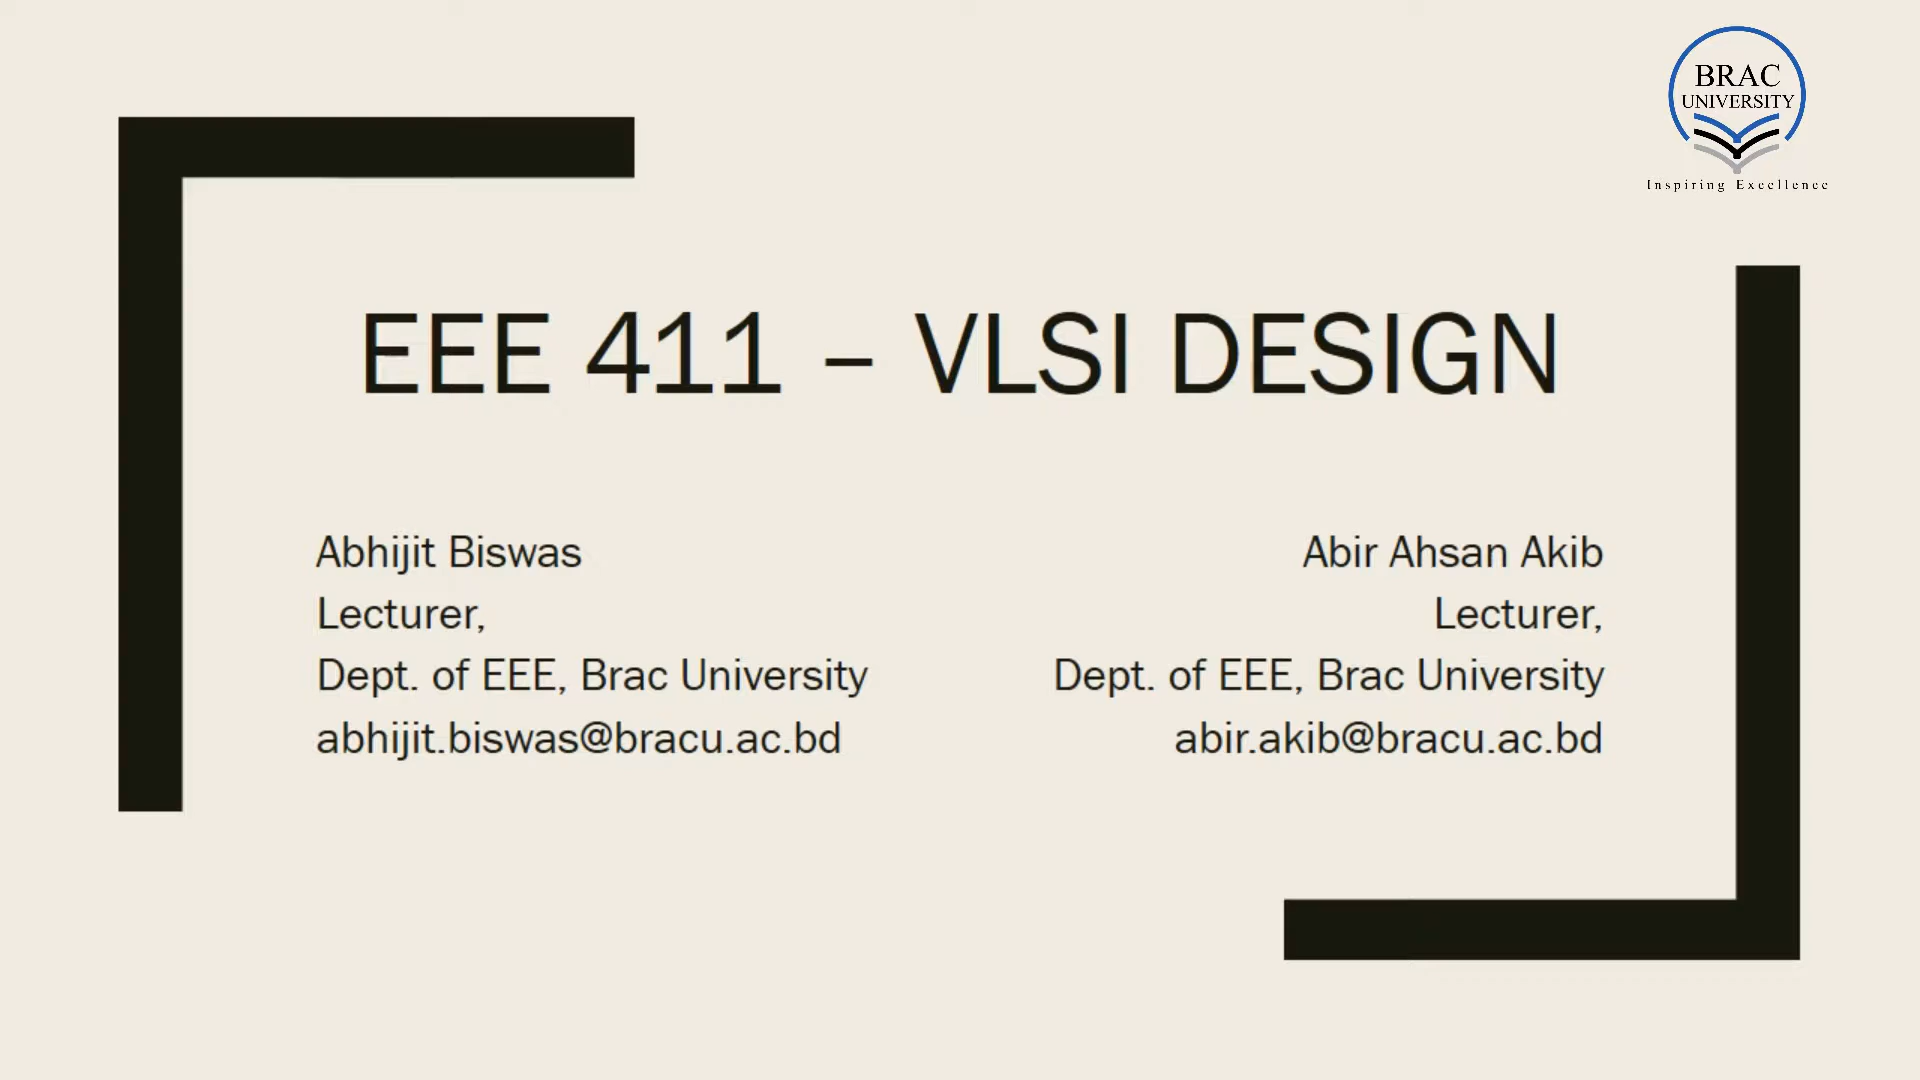 BRAC
UNIVERSITY
Inspiring Excellence
EEE 411 – VLSI DESIGN
Abhijit Biswas
Lecturer,
Dept. of EEE, Brac University
abhijit.biswas@bracu.ac.bd
Abir Ahsan Akib
Lecturer,
Dept. of EEE, Brac University
abir.akib@bracu.ac.bd